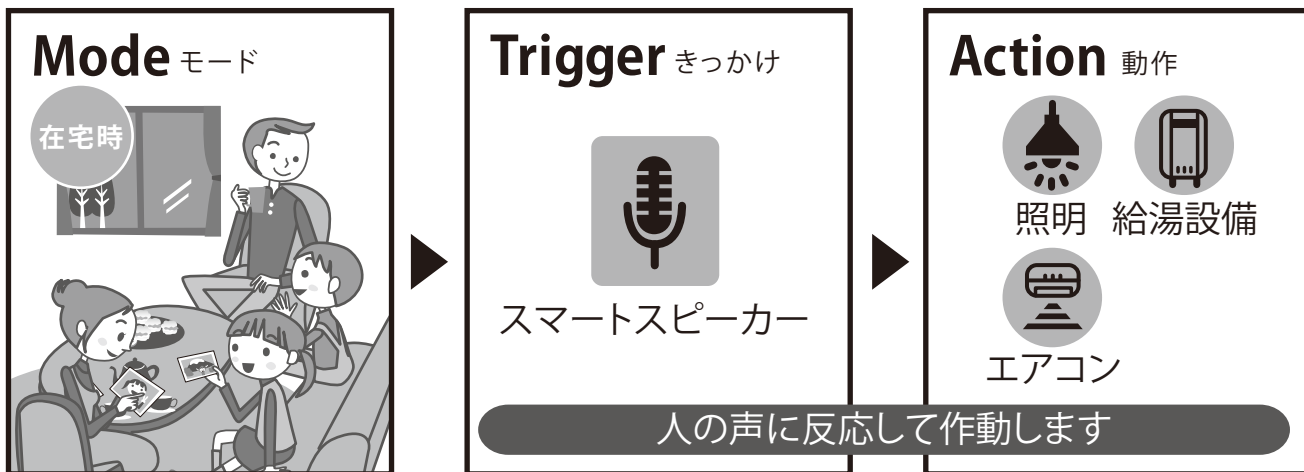 Mode モード
在宅時
Trigger きっかけ
スマートスピーカー
Action 動作
照明 給湯設備
エアコン
人の声に反応して作動します